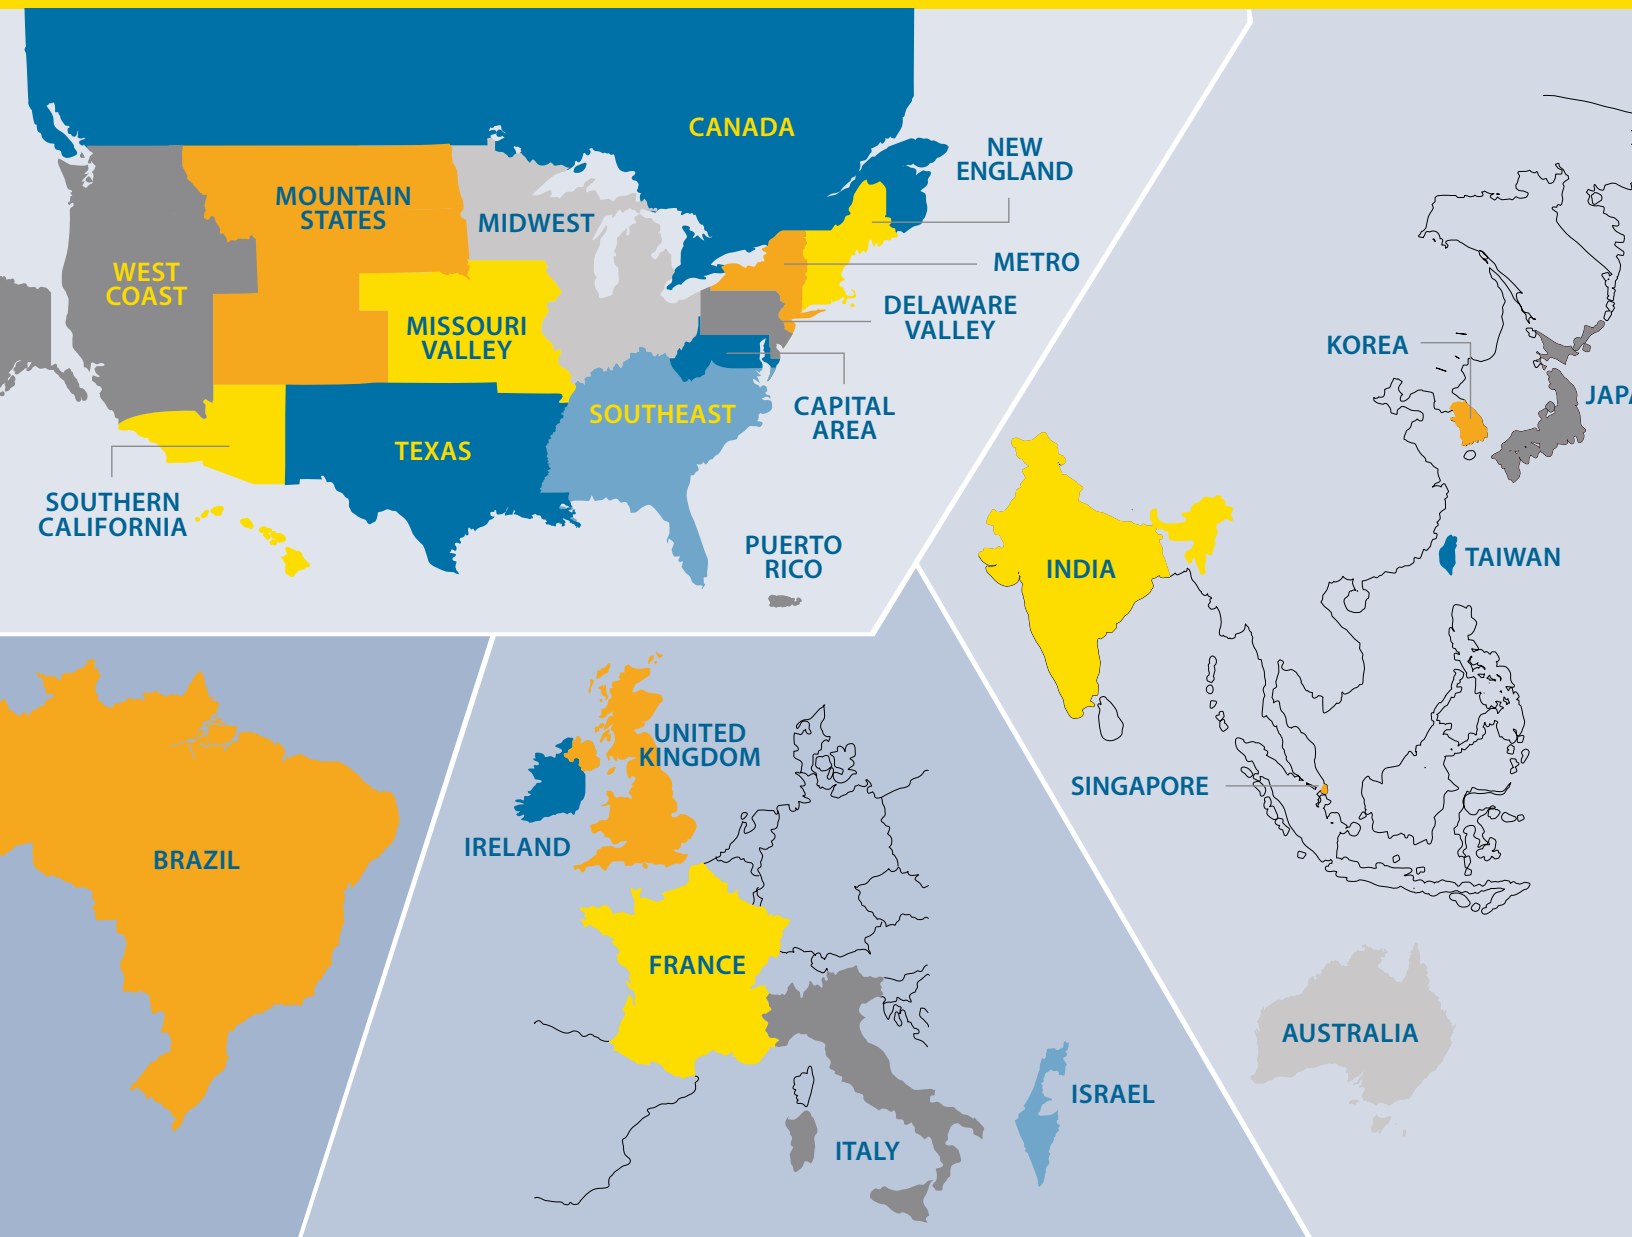 CANADA
NEW
ENGLAND
MOUNTAIN
STATES
MIDWEST
WEST
COAST
METRO
DELAWARE
VALLEY
MISSOURI
VALLEY
SOUTHEAST
CAPITAL
AREA
TEXAS
SOUTHERN
CALIFORNIA
PUERTO
RICO
KOREA
JAPA
INDIA
TAIWAN
SINGAPORE
AUSTRALIA
BRAZIL
UNITED
KINGDOM
IRELAND
FRANCE
ITALY
ISRAEL